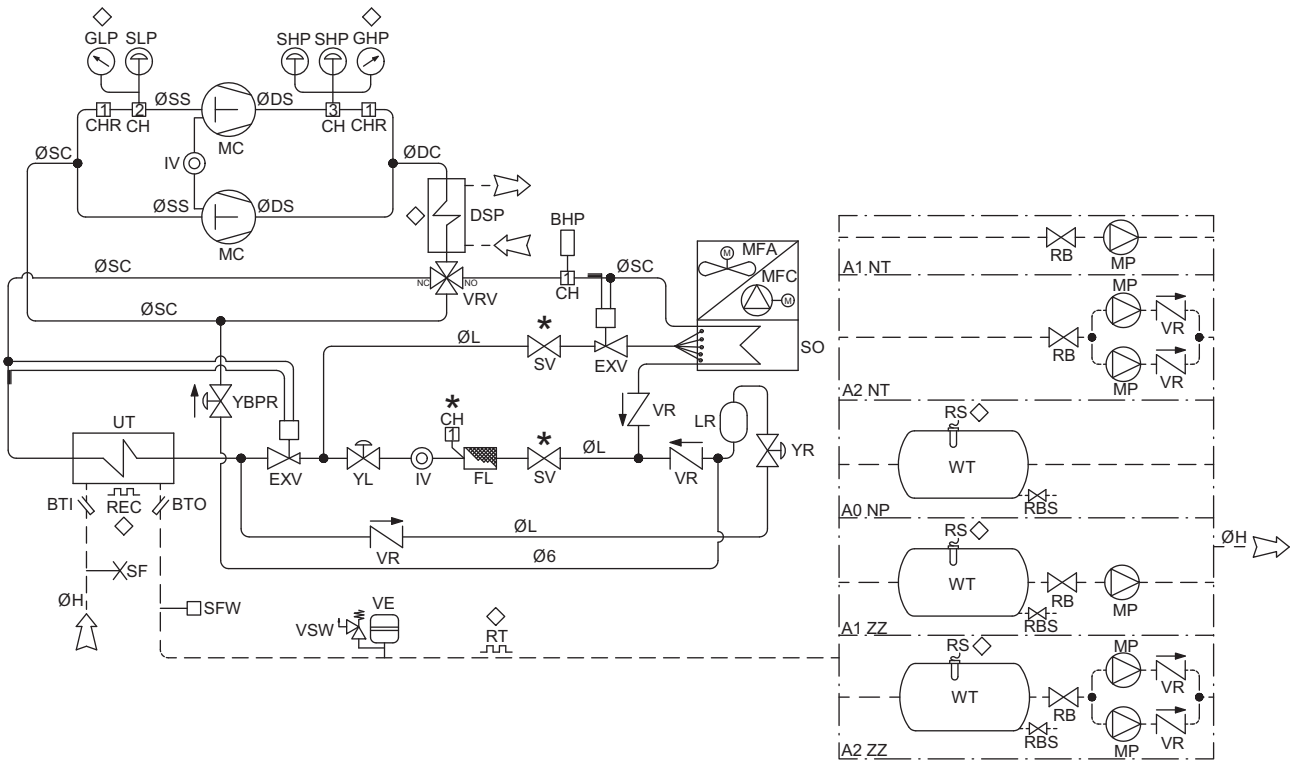 GLP SLP SHP SHP GHP
1 2 3 1
CHR CH ØSS MC ØDS CH CHR
ØSC IV ØDC
ØSS MC ØDS
DSP
BHP
ØSC NC NO VRV 1 CH ØSC
MFA M
MFC M
ØSC
ØL * SV EXV SO
YBPR
VR LR YR
UT
* CH 1
EXV YL IV FL * SV ØL VR
BTI REC BTO
VR ØL
Ø6
SF
ØH
SFW
VSW VE RT
RB MP
A1 NT
MP VR
RB
MP VR
A2 NT
RS
WT
RBS
A0 NP
RS
WT RB MP
RBS
A1 ZZ
ØH
RS MP VR
WT RB
RBS MP VR
A2 ZZ